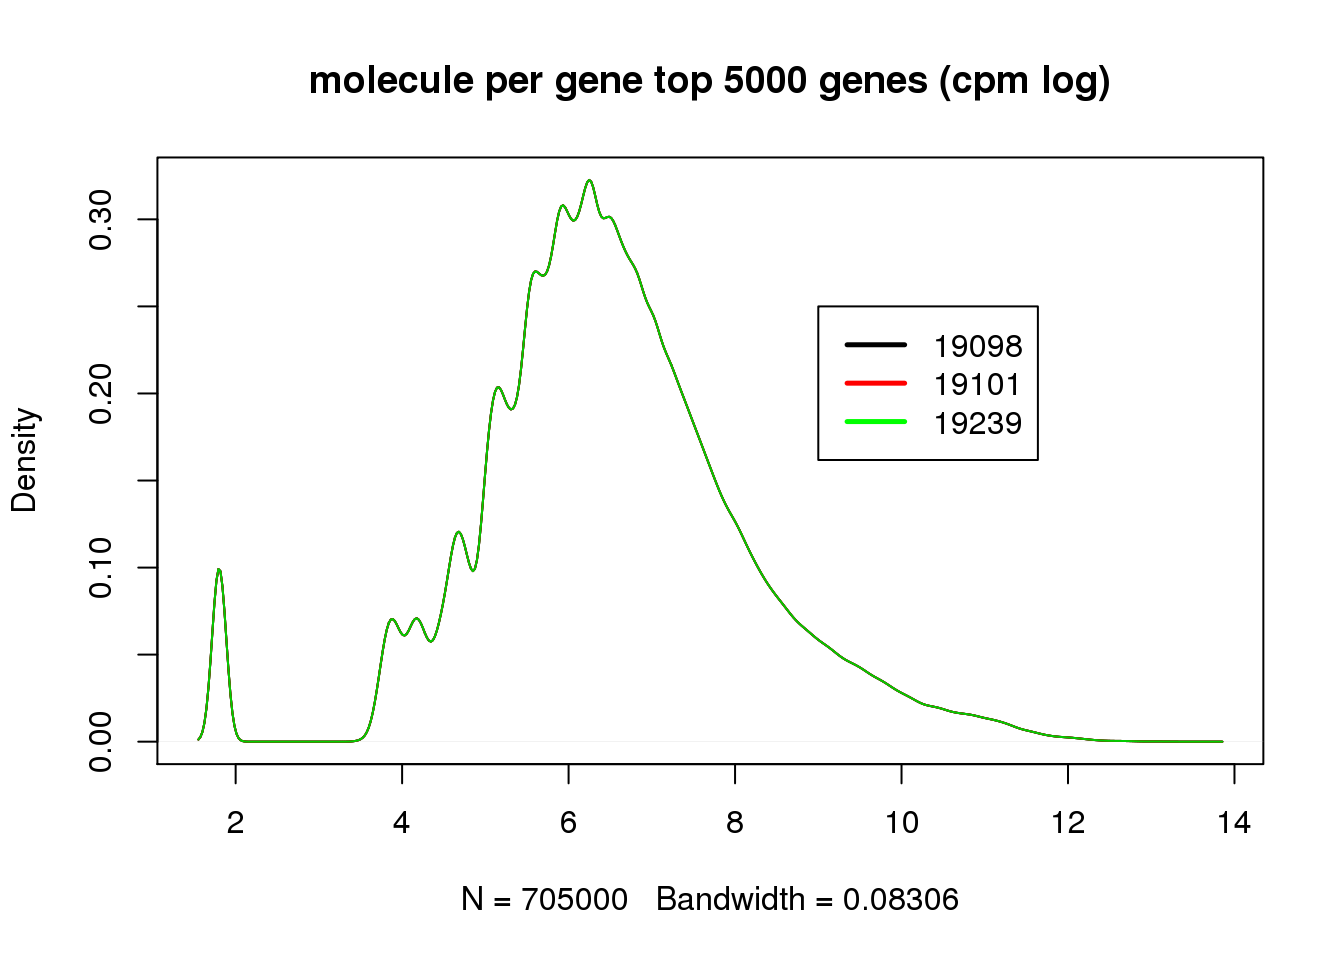 molecule per gene top 5000 genes (cpm log)
Density
0.30
0.20
0.10
0.00
19098
19101
19239
2 4 6 8 10 12 14
N = 705000 Bandwidth = 0.08306